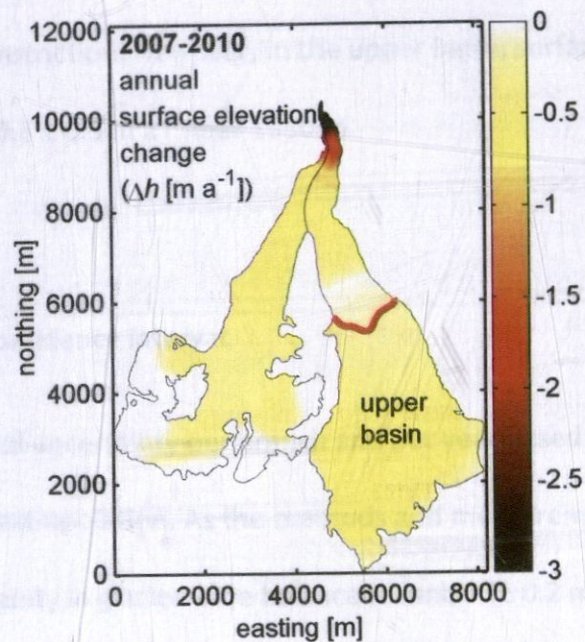 2007-2010
annual
surface elevation
change
(Δh [m a⁻¹])
12000
10000
8000
6000
4000
2000
0
nothing [m]
upper
basin
0
-0.5
-1
-1.5
-2
-2.5
-3
0 2000 4000 6000 8000
easting [m]